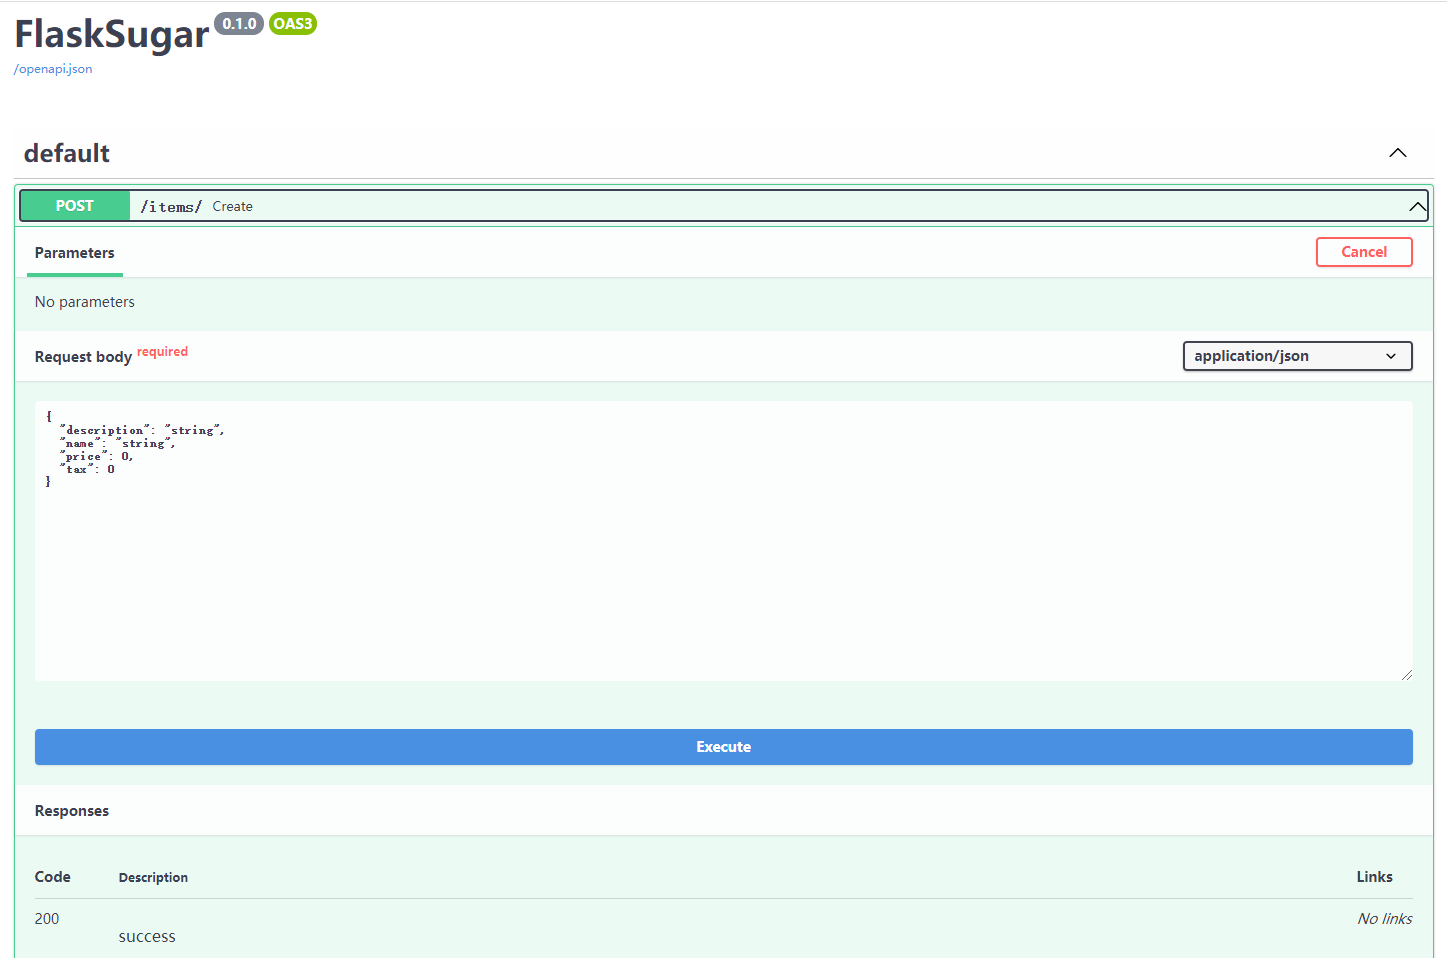 FlaskSugar 0.1.0 OAS3
/openapi.json
default
POST /items/ Create
Parameters Cancel
No parameters
Request body required application/json
{
  "description": "string",
  "name": "string",
  "price": 0,
  "tax": 0
}
Execute
Responses
Code Description Links
200 No links
success